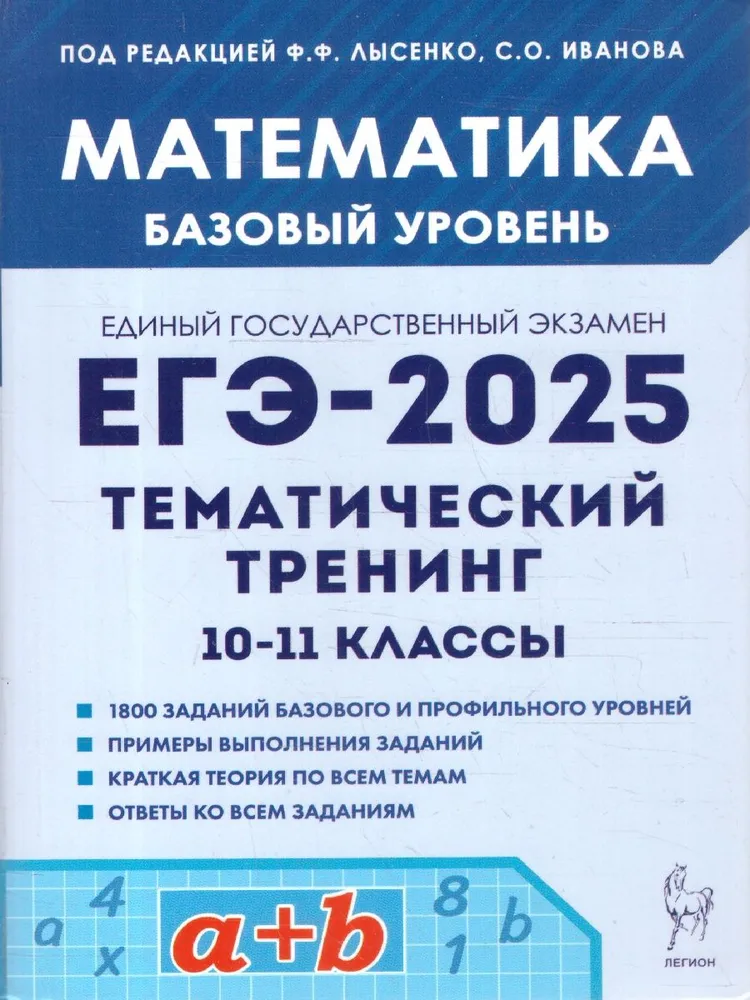 ПОД РЕДАКЦИЕЙ Ф.Ф. ЛЫСЕНКО, С.О. ИВАНОВА
МАТЕМАТИКА
БАЗОВЫЙ УРОВЕНЬ
ЕДИНЫЙ ГОСУДАРСТВЕННЫЙ ЭКЗАМЕН
ЕГЭ-2025
ТЕМАТИЧЕСКИЙ
ТРЕНИНГ
10-11 КЛАССЫ
1800 ЗАДАНИЙ БАЗОВОГО И ПРОФИЛЬНОГО УРОВНЕЙ
ПРИМЕРЫ ВЫПОЛНЕНИЯ ЗАДАНИЙ
КРАТКАЯ ТЕОРИЯ ПО ВСЕМ ТЕМАМ
ОТВЕТЫ КО ВСЕМ ЗАДАНИЯМ
4 8
a a+b b
x 1
ЛЕГИОН